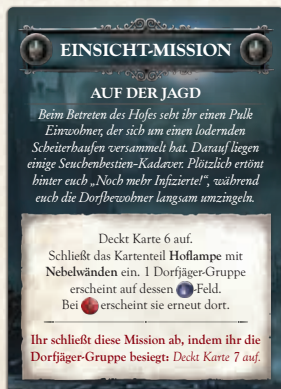 EINSICHT-MISSION
AUF DER JAGD
Beim Betreten des Hofes seht ihr einen Pulk
Einwohner, der sich um einen lodernden
Scheiterhaufen versammelt hat. Darauf liegen
einige Seuchenbestien-Kadaver. Plötzlich ertönt
hinter euch „Noch mehr Infizierte!“, während
euch die Dorfbewohner langsam umzingeln.
Deckt Karte 6 auf.
Schließt das Kartenteil Hoflampe mit
Nebelwänden ein. 1 Dorfjäger-Gruppe
erscheint auf dessen -Feld.
Bei erscheint sie erneut dort.
Ihr schließt diese Mission ab, indem ihr die
Dorfjäger-Gruppe besiegt: Deckt Karte 7 auf.